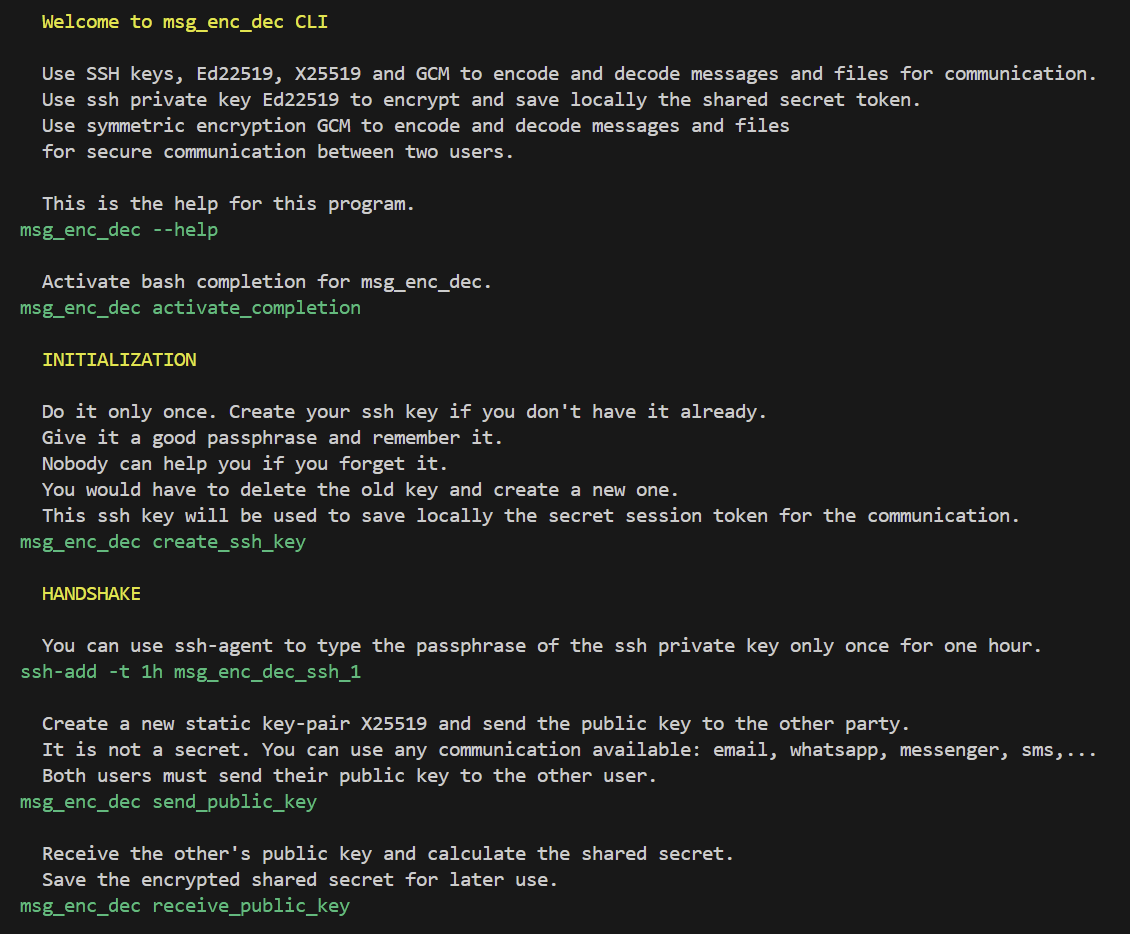 Welcome to msg_enc_dec CLI
Use SSH keys, Ed22519, X25519 and GCM to encode and decode messages and files for communication.
Use ssh private key Ed22519 to encrypt and save locally the shared secret token.
Use symmetric encryption GCM to encode and decode messages and files
for secure communication between two users.
This is the help for this program.
msg_enc_dec --help
Activate bash completion for msg_enc_dec.
msg_enc_dec activate_completion
INITIALIZATION
Do it only once. Create your ssh key if you don't have it already.
Give it a good passphrase and remember it.
Nobody can help you if you forget it.
You would have to delete the old key and create a new one.
This ssh key will be used to save locally the secret session token for the communication.
msg_enc_dec create_ssh_key
HANDSHAKE
You can use ssh-agent to type the passphrase of the ssh private key only once for one hour.
ssh-add -t 1h msg_enc_dec_ssh_1
Create a new static key-pair X25519 and send the public key to the other party.
It is not a secret. You can use any communication available: email, whatsapp, messenger, sms,...
Both users must send their public key to the other user.
msg_enc_dec send_public_key
Receive the other's public key and calculate the shared secret.
Save the encrypted shared secret for later use.
msg_enc_dec receive_public_key